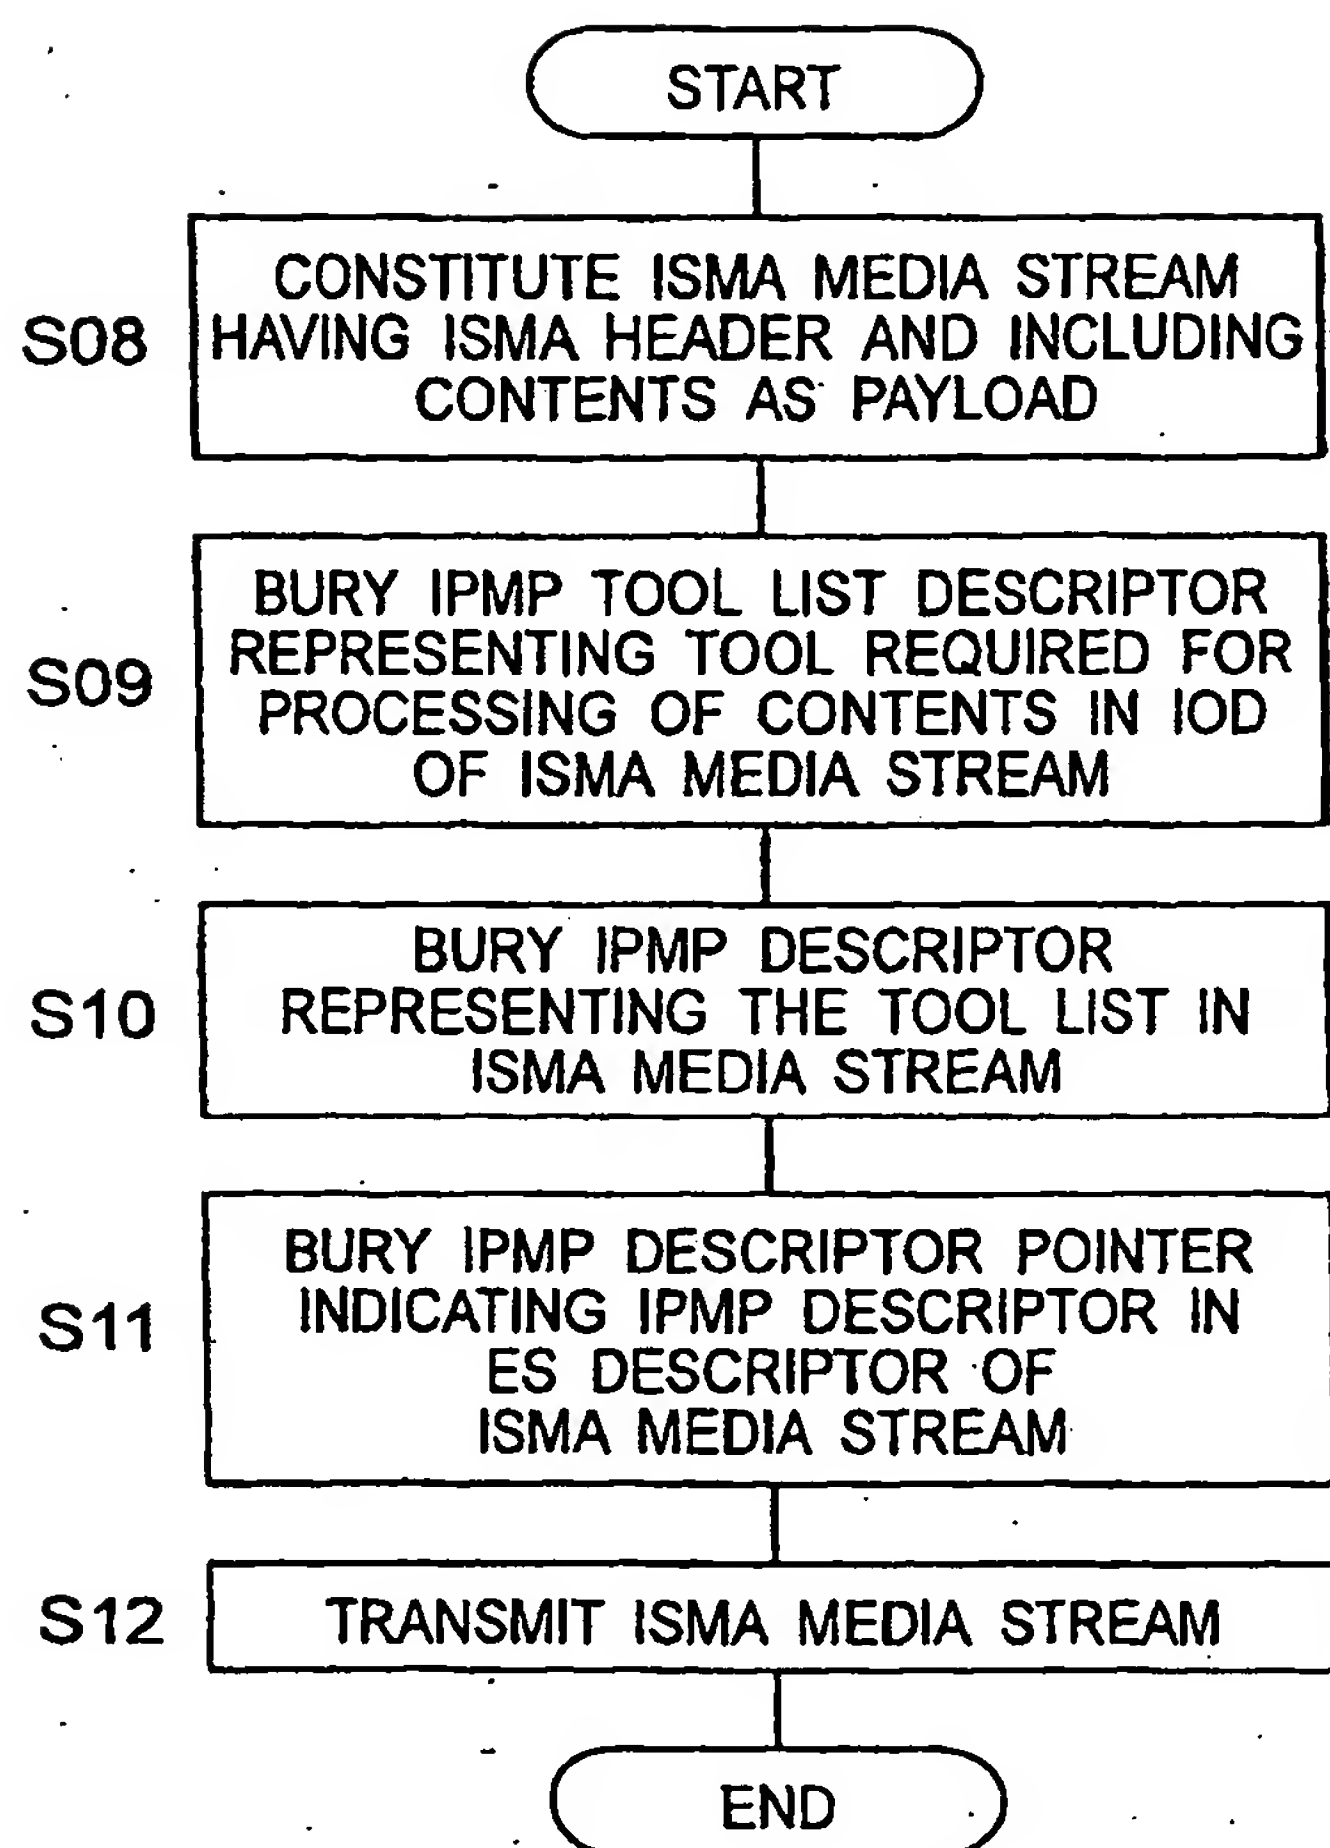 START
S08
CONSTITUTE ISMA MEDIA STREAM
HAVING ISMA HEADER AND INCLUDING
CONTENTS AS PAYLOAD
S09
BURY IPMP TOOL LIST DESCRIPTOR
REPRESENTING TOOL REQUIRED FOR
PROCESSING OF CONTENTS IN IOD
OF ISMA MEDIA STREAM
S10
BURY IPMP DESCRIPTOR
REPRESENTING THE TOOL LIST IN
ISMA MEDIA STREAM
S11
BURY IPMP DESCRIPTOR POINTER
INDICATING IPMP DESCRIPTOR IN
ES DESCRIPTOR OF
ISMA MEDIA STREAM
S12
TRANSMIT ISMA MEDIA STREAM
END